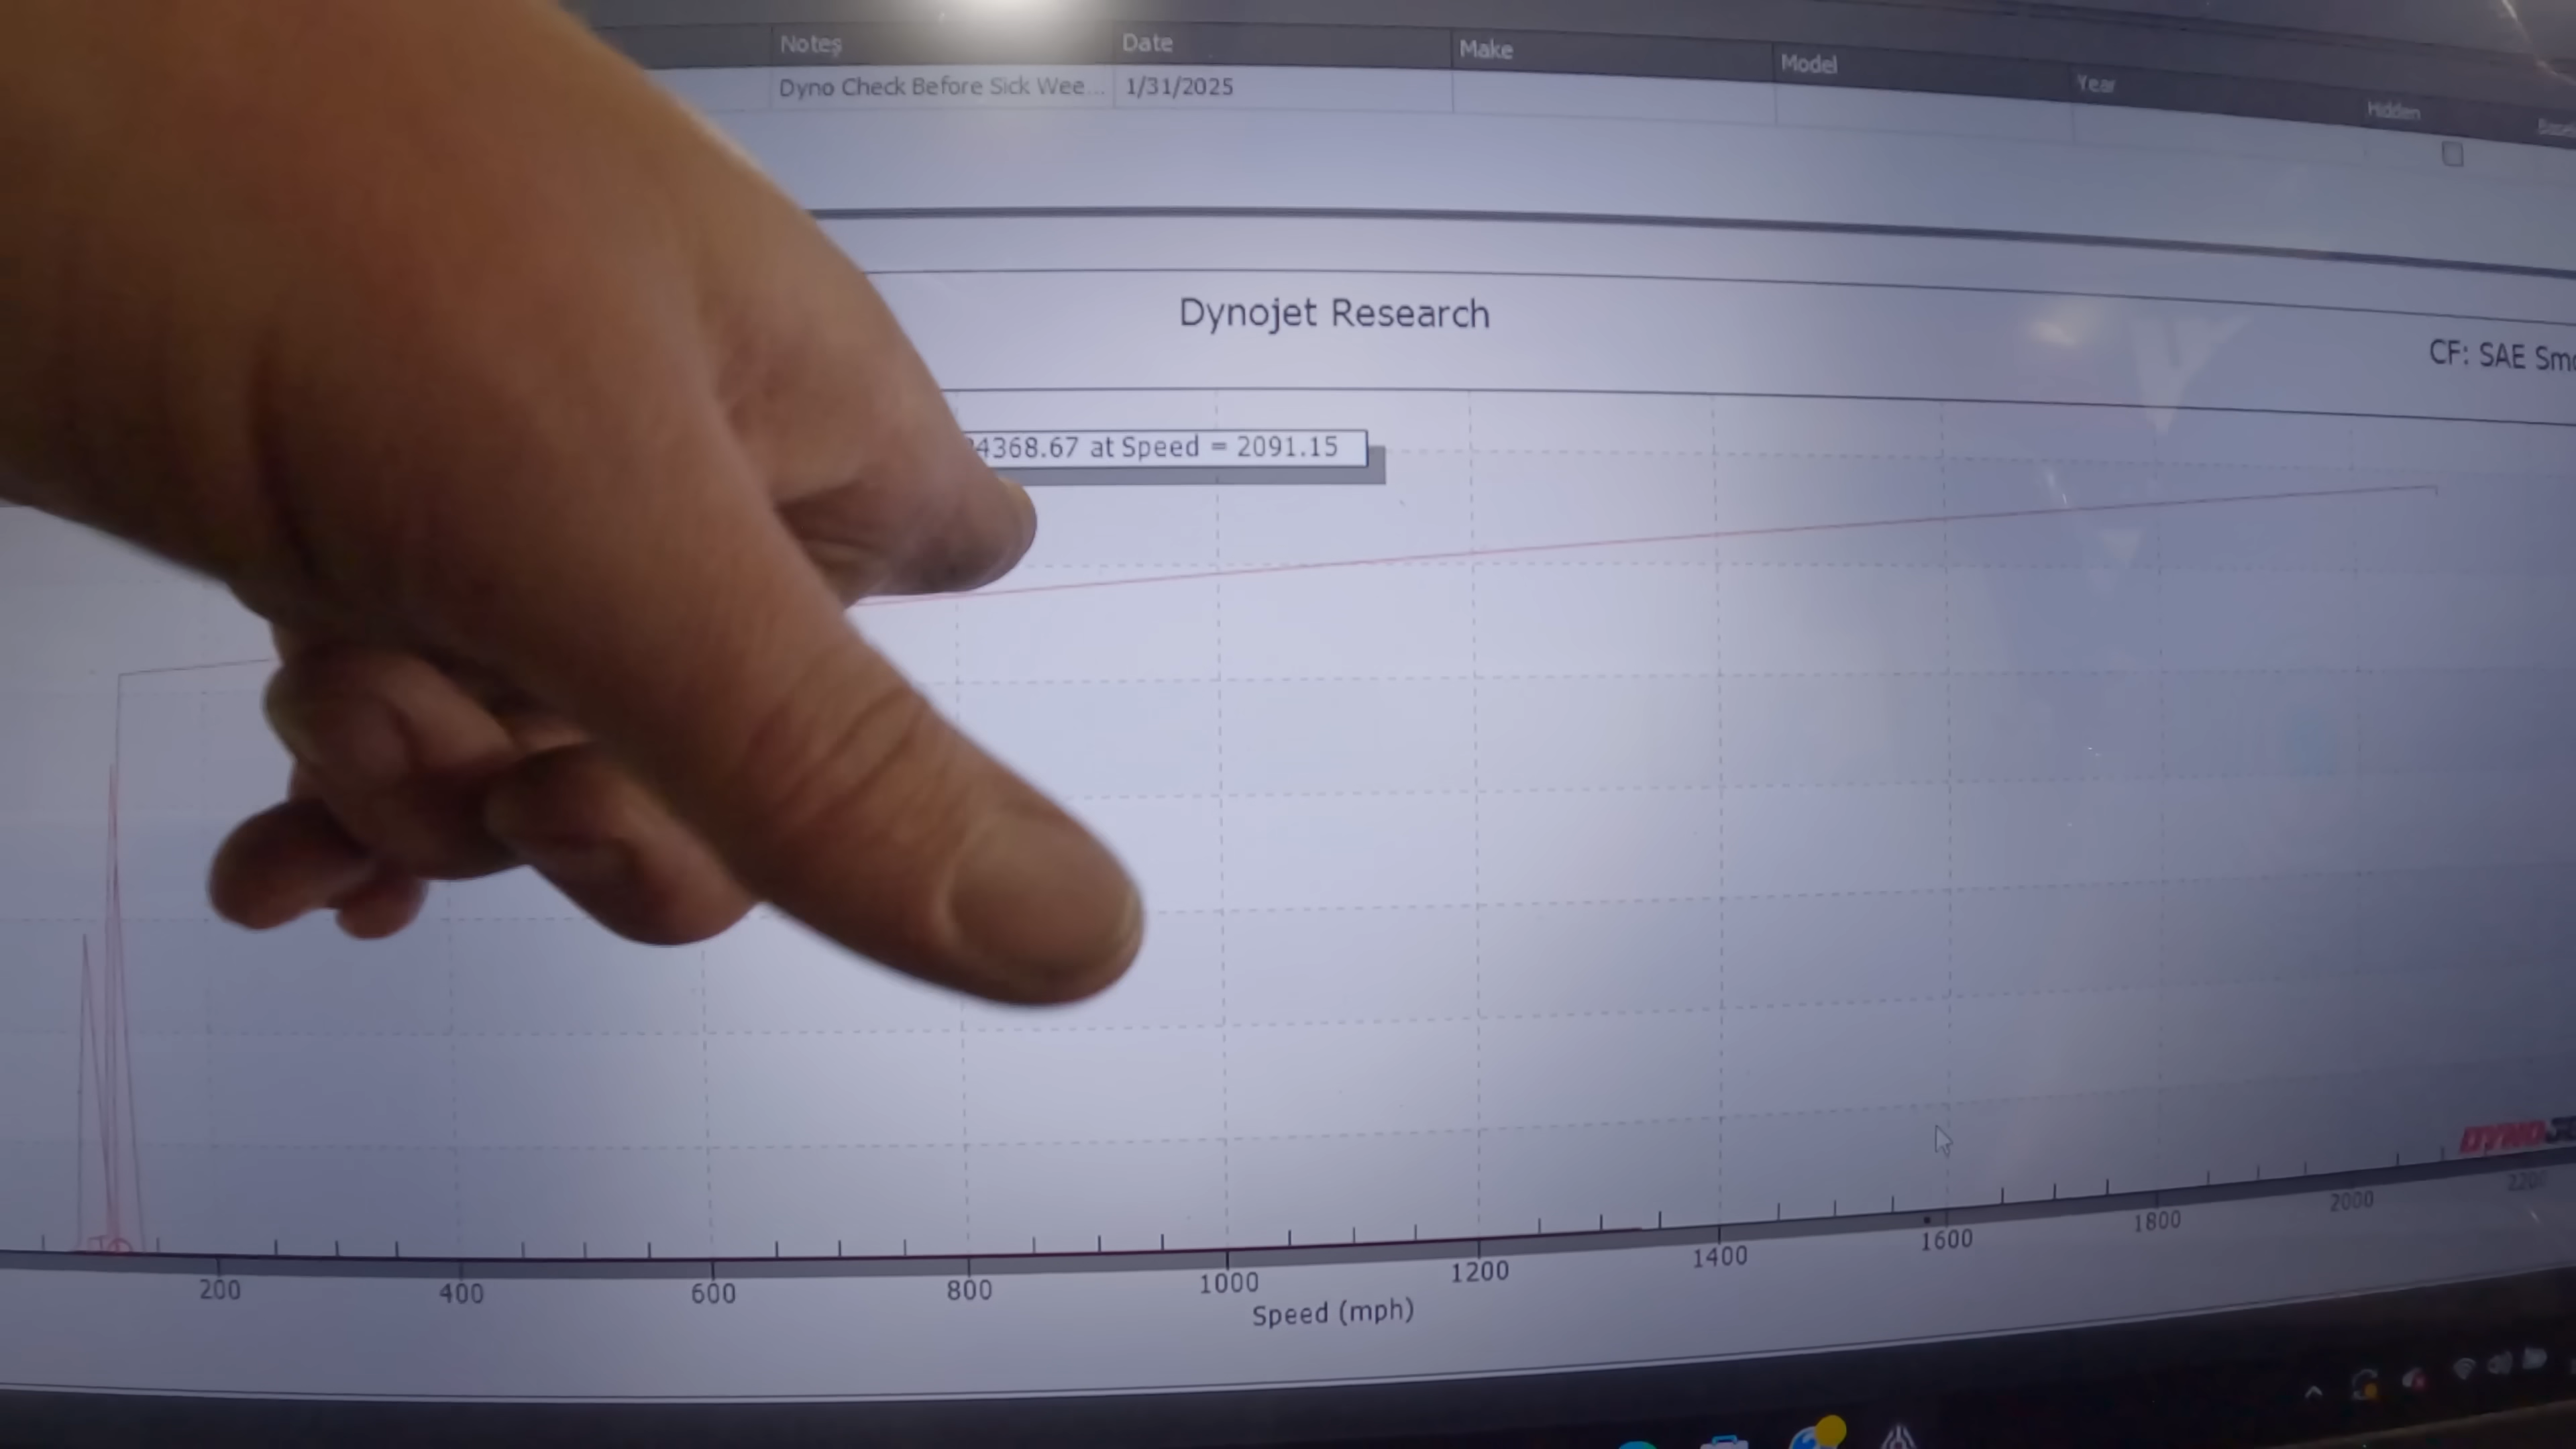 Notes Date Make Model Year Hidden
Dyno Check Before Sick Wee... 1/31/2025
Dynojet Research
CF: SAE
4368.67 at Speed = 2091.15
200 400 600 800 1000 1200 1400 1600 1800 2000 2200
Speed (mph)